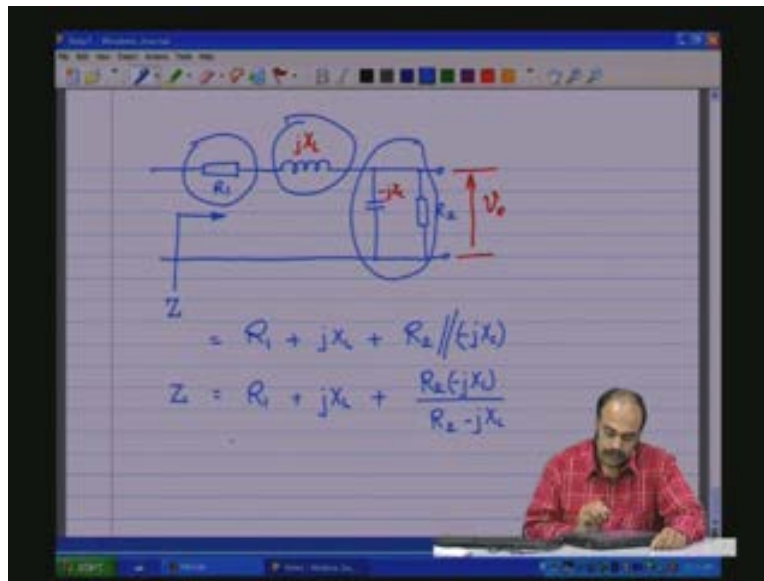 jX_L
R_1
-jX_C
R_2
V_o
Z
= R_1 + jX_L + R_2 // (-jX_C)
Z = R_1 + jX_L + R_2(-jX_C) / R_2 - jX_C